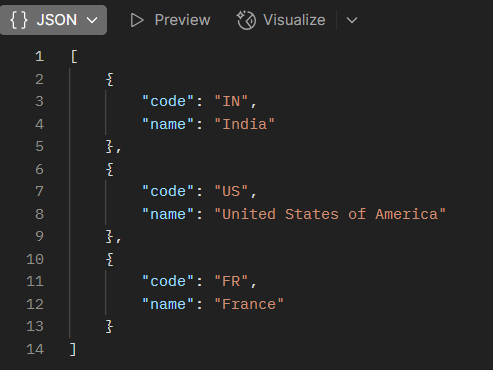 {} JSON Preview Visualize
1 [
2 {
3 "code": "IN",
4 "name": "India"
5 },
6 {
7 "code": "US",
8 "name": "United States of America"
9 },
10 {
11 "code": "FR",
12 "name": "France"
13 }
14 ]